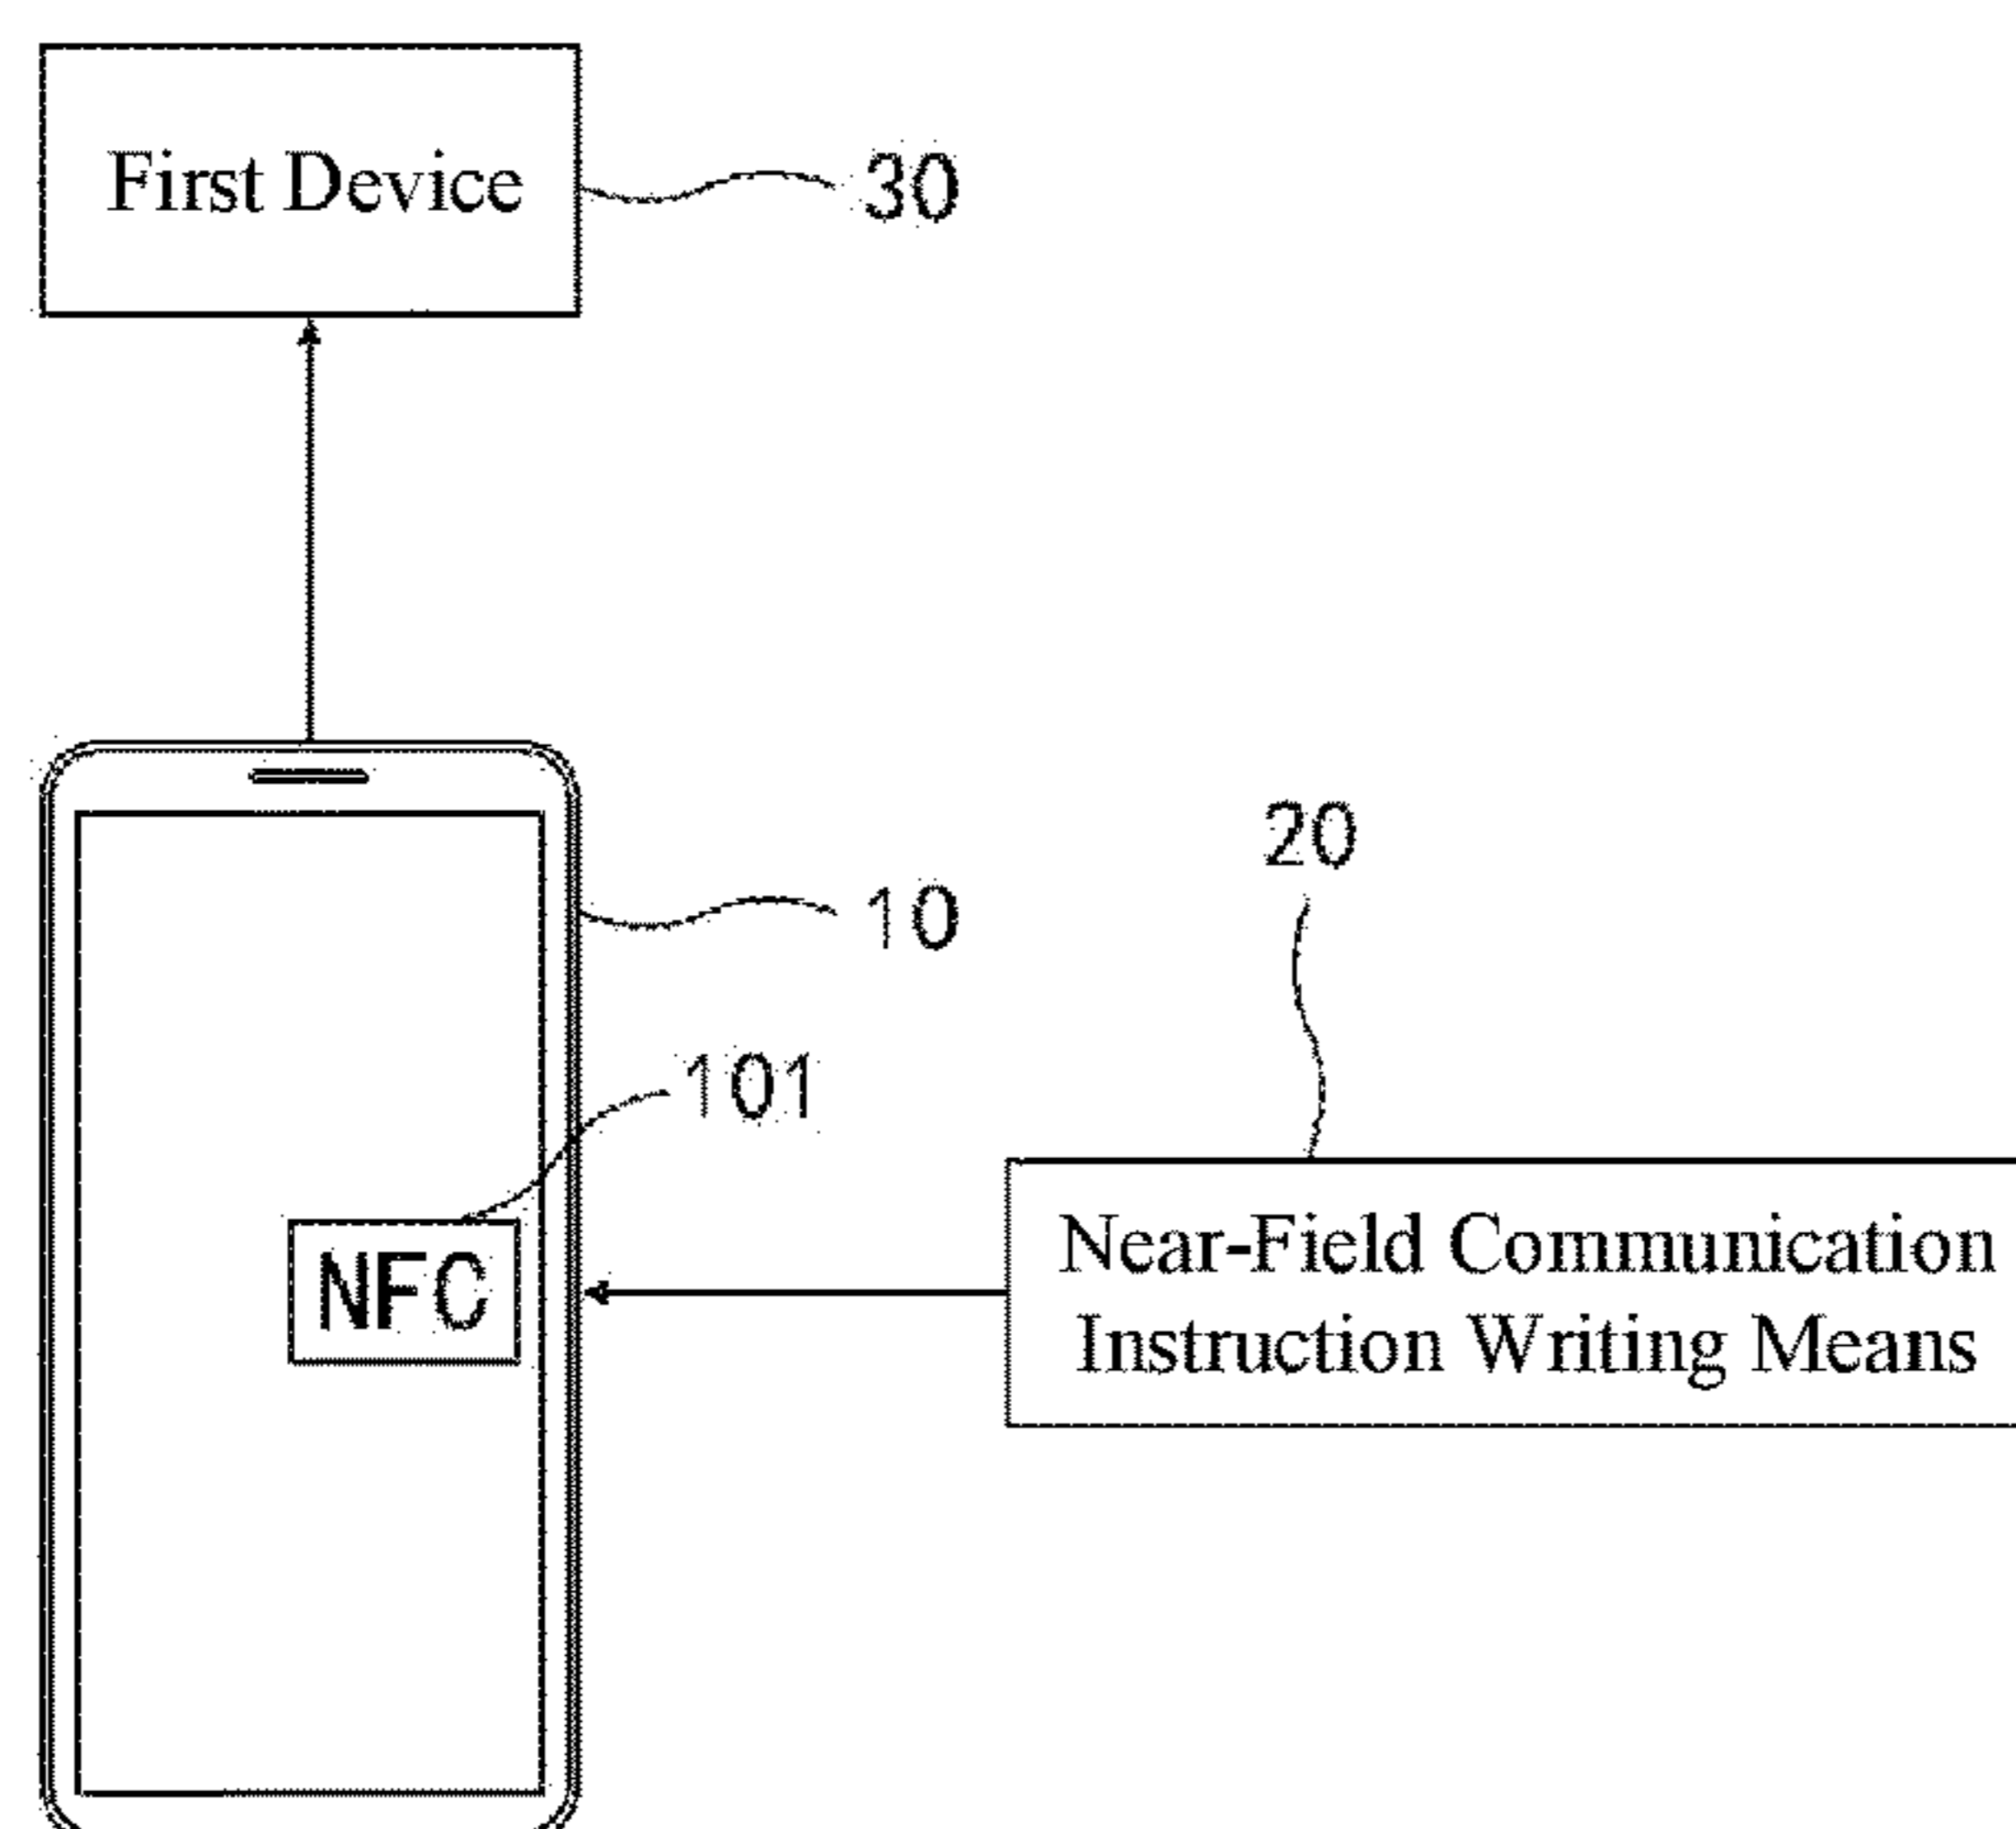 First Device
30
20
10
101
NFC
Near-Field Communication
Instruction Writing Means